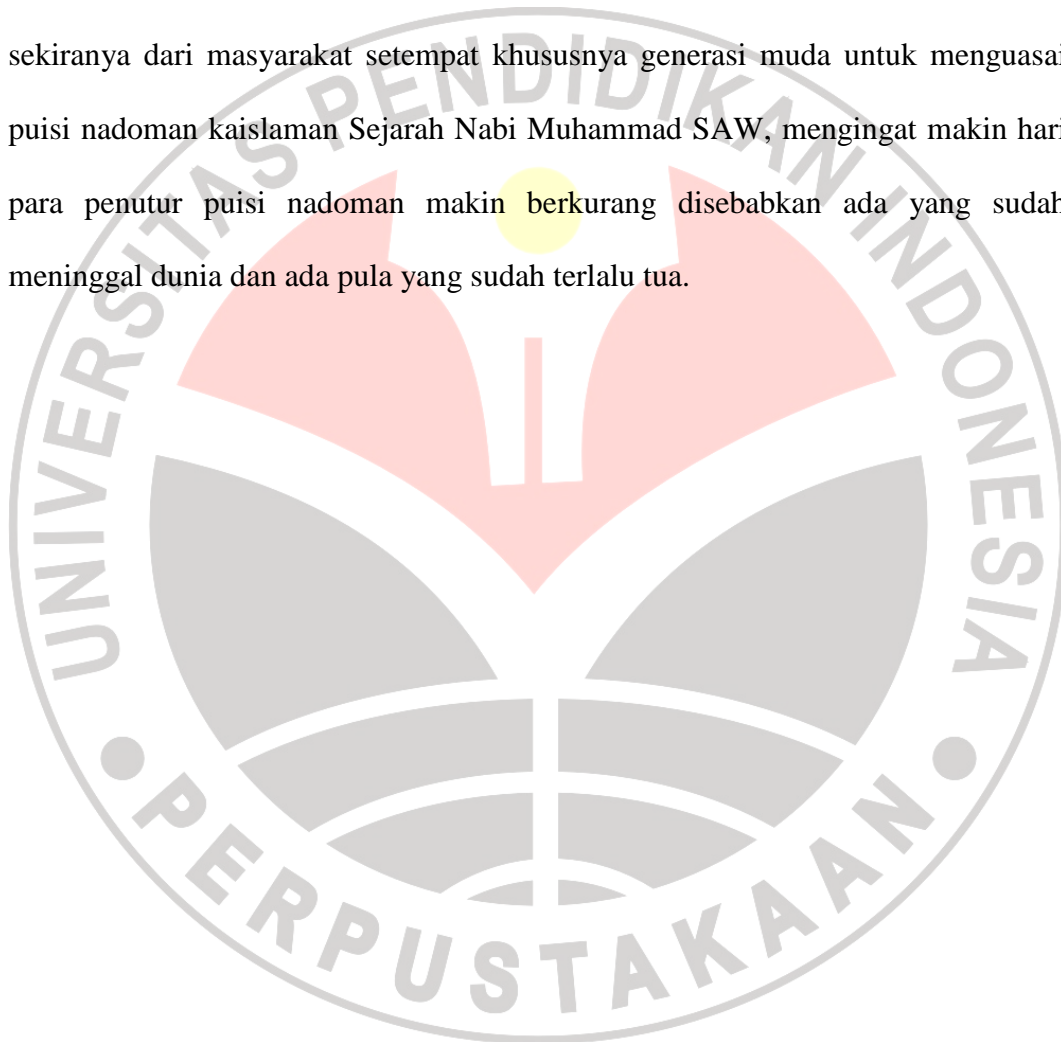 sekiranya dari masyarakat setempat khususnya generasi muda untuk menguasai
puisi nadoman kaislaman Sejarah Nabi Muhammad SAW, mengingat makin hari
para penutur puisi nadoman makin berkurang disebabkan ada yang sudah
meninggal dunia dan ada pula yang sudah terlalu tua.
UNIVERSITAS PENDIDIKAN INDONESIA
PERPUSTAKAAN